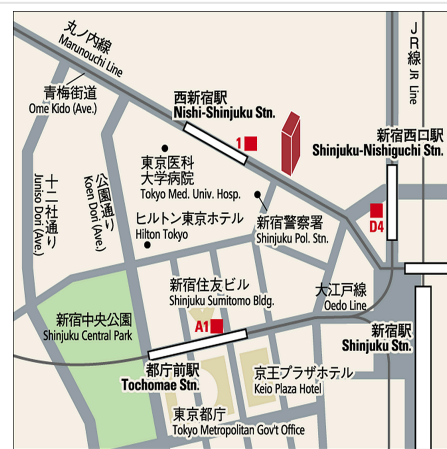 丸ノ内線
Marunouchi Line
青梅街道
Ome Kido (Ave.)
西新宿駅
Nishi-Shinjuku Stn.
JR線 JR Line
新宿西口駅
Shinjuku-Nishiguchi Stn.
1
東京医科
大学病院
Tokyo Med. Univ. Hosp.
十二社通り
Juniso Dori (Ave.)
公園通り
Koen Dori (Ave.)
ヒルトン東京ホテル
Hilton Tokyo
新宿警察署
Shinjuku Pol. Stn.
D4
新宿住友ビル
Shinjuku Sumitomo Bldg.
大江戸線
Oedo Line
新宿中央公園
Shinjuku Central Park
A1
新宿駅
Shinjuku Stn.
都庁前駅
Tochomae Stn.
京王プラザホテル
Keio Plaza Hotel
東京都庁
Tokyo Metropolitan Gov't Office